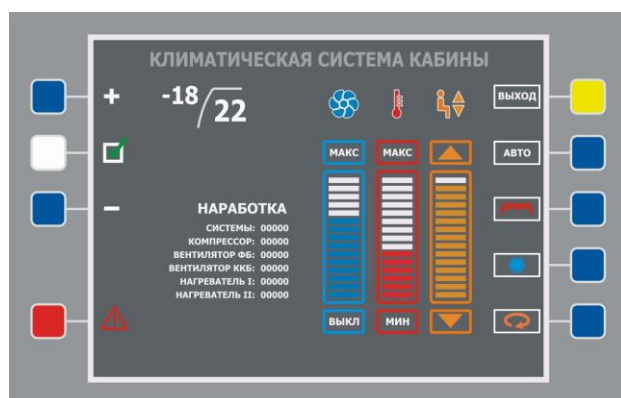 КЛИМАТИЧЕСКАЯ СИСТЕМА КАБИНЫ
+
-18/22
ВЫХОД
МАКС МАКС
АВТО
−
НАРАБОТКА
СИСТЕМЫ: 00000
КОМПРЕССОР: 00000
ВЕНТИЛЯТОР ФБ: 00000
ВЕНТИЛЯТОР ККБ: 00000
НАГРЕВАТЕЛЬ I: 00000
НАГРЕВАТЕЛЬ II: 00000
ВЫКЛ МИН